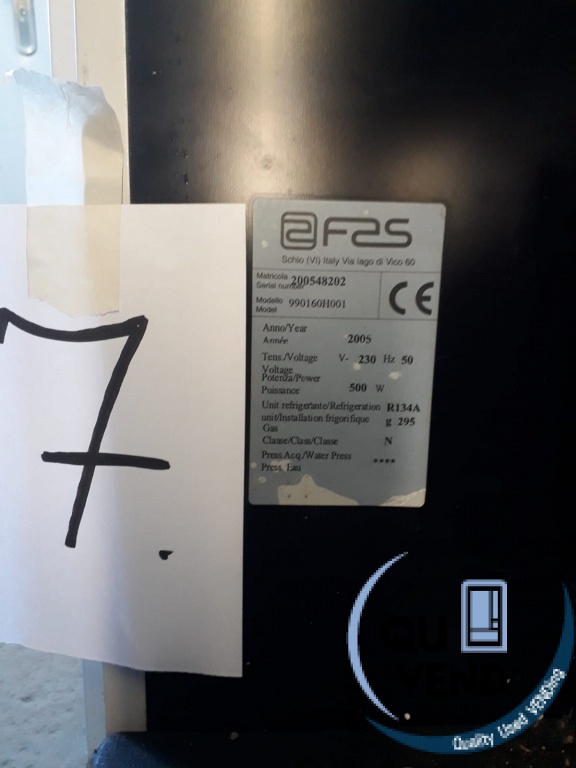 FAS
Schio (VI) Italy Via lago di Vico 60
Matricola
Serial number 200548202
Modello
Model 990160H001
CE
Anno/Year
Année 2005
Tens./Voltage V- 230 Hz 50
Voltage
Potenza/Power
Puissance 500 W
Unit refrigerante/Refrigeration R134A
unit/Installation frigorifique g 295
Gas
Classe/Class/Classe N
Press.Acq./Water Press ****
Press. Eau
7.
QU
VEND
Quality Used VENDing